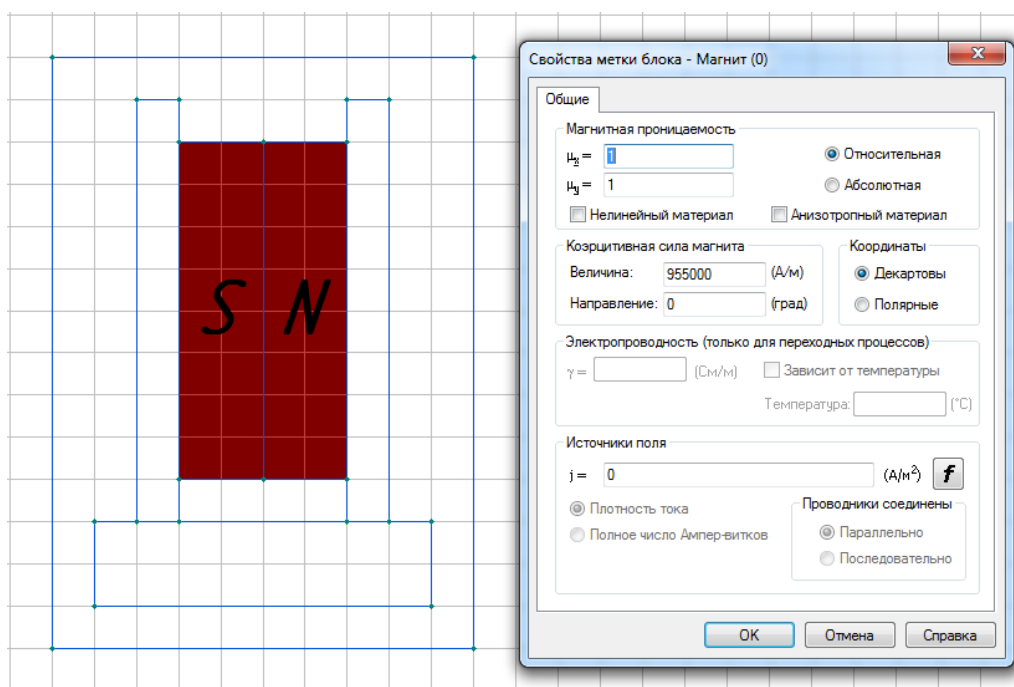 S N
Свойства метки блока - Магнит (0)
Общие
Магнитная проницаемость
μx = 1
μy = 1
Относительная
Абсолютная
Нелинейный материал
Анизотропный материал
Коэрцитивная сила магнита
Величина: 955000 (А/м)
Направление: 0 (град)
Координаты
Декартовы
Полярные
Электропроводность (только для переходных процессов)
γ = (См/м)
Зависит от температуры
Температура: (°C)
Источники поля
j = 0 (А/м²) f
Плотность тока
Полное число Ампер-витков
Проводники соединены
Параллельно
Последовательно
OK Отмена Справка